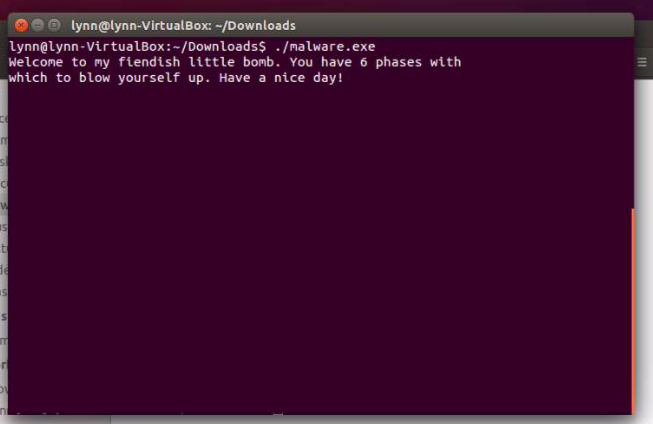 lynn@lynn-VirtualBox: ~/Downloads
lynn@lynn-VirtualBox:~/Downloads$ ./malware.exe
Welcome to my fiendish little bomb. You have 6 phases with
which to blow yourself up. Have a nice day!